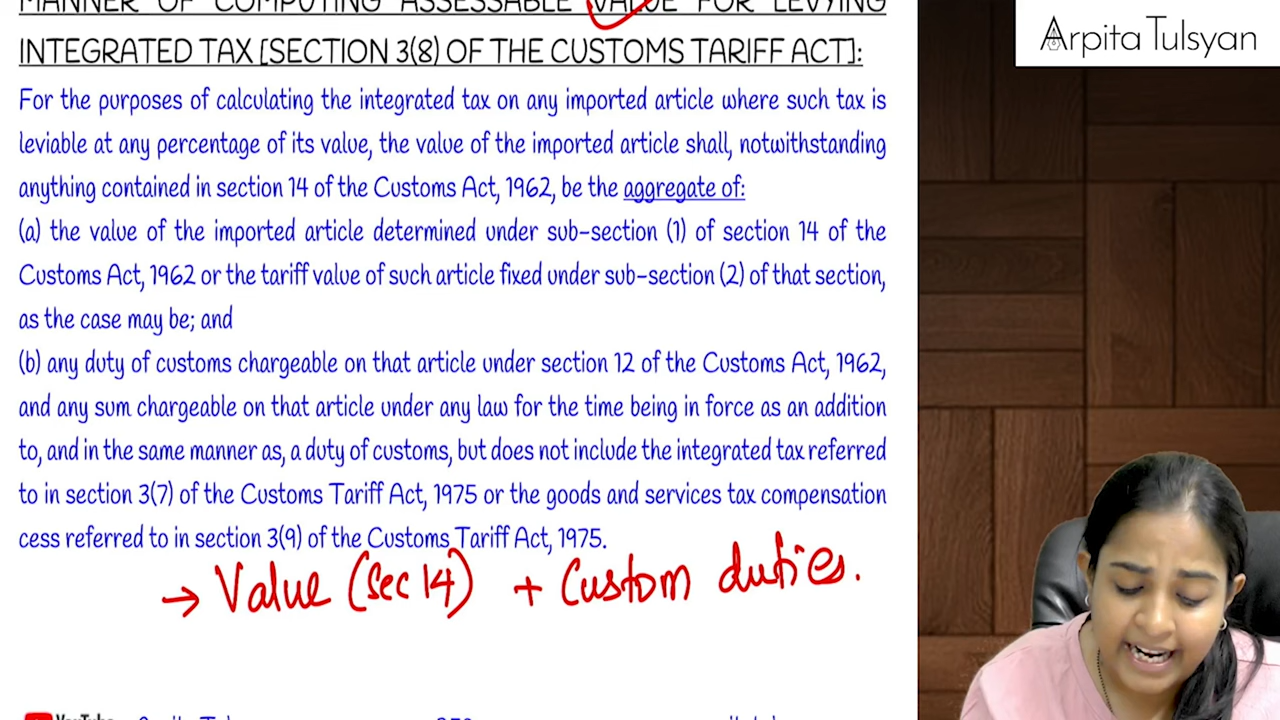 MANNER OF COMPUTING ASSESSABLE VALUE FOR LEVYING
Arpita Tulsyan
INTEGRATED TAX [SECTION 3(8) OF THE CUSTOMS TARIFF ACT]:
For the purposes of calculating the integrated tax on any imported article where such tax is
leviable at any percentage of its value, the value of the imported article shall, notwithstanding
anything contained in section 14 of the Customs Act, 1962, be the aggregate of:
(a) the value of the imported article determined under sub-section (1) of section 14 of the
Customs Act, 1962 or the tariff value of such article fixed under sub-section (2) of that section,
as the case may be; and
(b) any duty of customs chargeable on that article under section 12 of the Customs Act, 1962,
and any sum chargeable on that article under any law for the time being in force as an addition
to, and in the same manner as, a duty of customs, but does not include the integrated tax referred
to in section 3(7) of the Customs Tariff Act, 1975 or the goods and services tax compensation
cess referred to in section 3(9) of the Customs Tariff Act, 1975.
→ Value (Sec 14) + Custom duties.